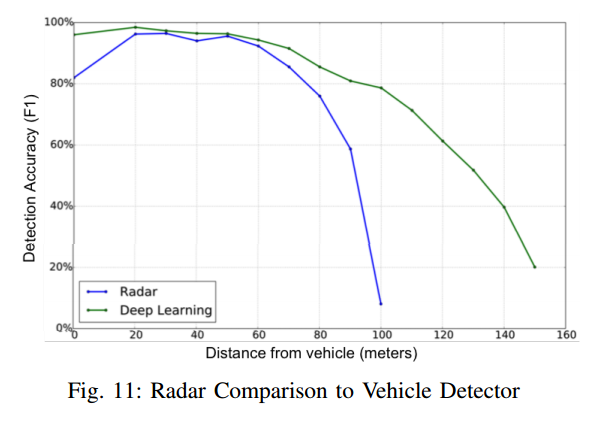 100%
80%
60%
40%
20%
0%
Detection Accuracy (F1)
Radar
Deep Learning
0 20 40 60 80 100 120 140 160
Distance from vehicle (meters)
Fig. 11: Radar Comparison to Vehicle Detector